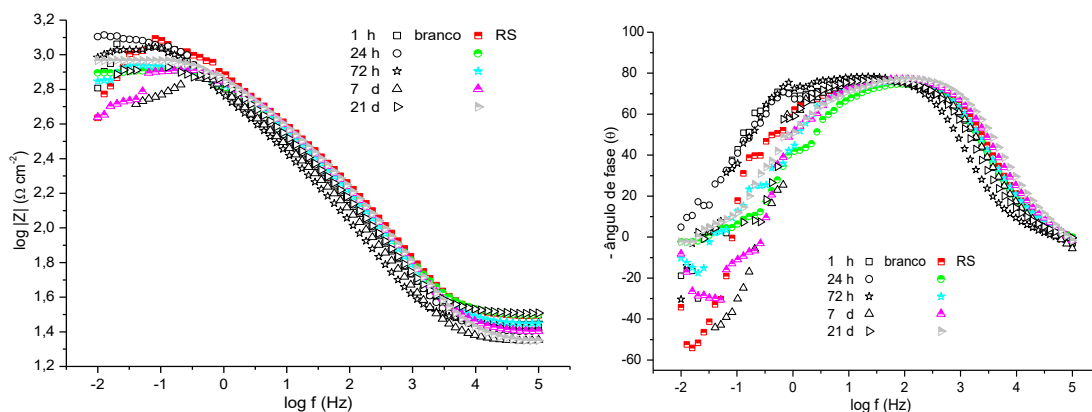 3,2
3,0
2,8
2,6
2,4
2,2
2,0
1,8
1,6
1,4
1,2
-2 -1 0 1 2 3 4 5
log f (Hz)
log |Z| (Ω cm⁻²)
1 h branco RS
24 h
72 h
7 d
21 d
100
80
60
40
20
0
-20
-40
-60
-2 -1 0 1 2 3 4 5
log f (Hz)
- ângulo de fase (θ)
1 h branco RS
24 h
72 h
7 d
21 d